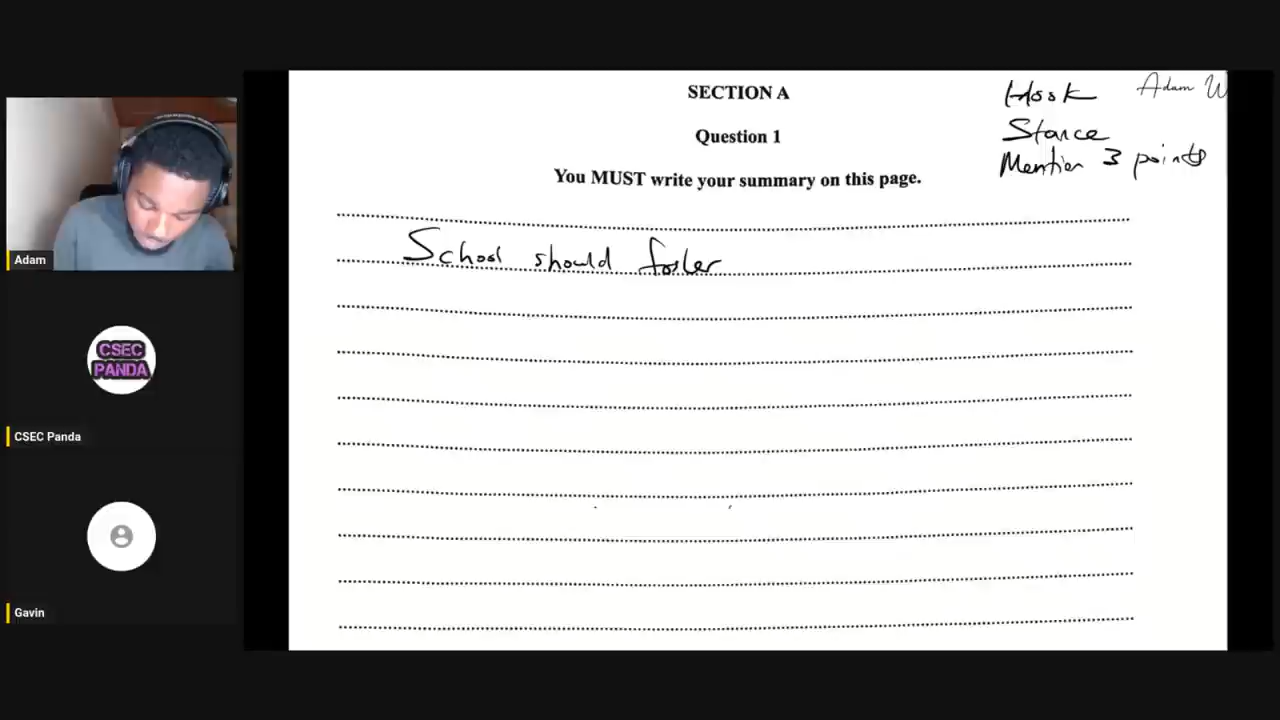 SECTION A
Question 1
You MUST write your summary on this page.
Hook
Adam W
Stance
Mention 3 points
School should foster
Adam
CSEC
PANDA
CSEC Panda
Gavin